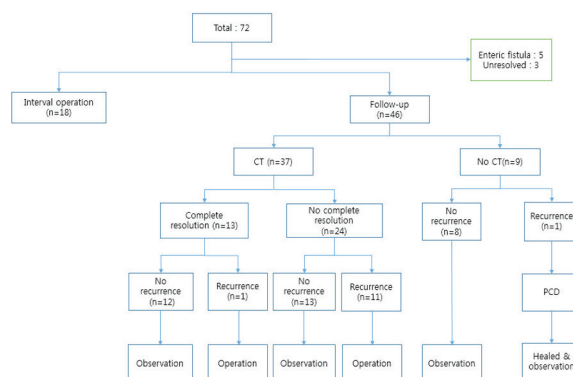 Total : 72
Enteric fistula : 5
Unresolved : 3
Interval operation
(n=18)
Follow-up
(n=46)
CT (n=37)
No CT(n=9)
Complete
resolution (n=13)
No complete
resolution
(n=24)
No
recurrence
(n=8)
Recurrence
(n=1)
No
recurrence
(n=12)
Recurrence
(n=1)
No
recurrence
(n=13)
Recurrence
(n=11)
PCD
Observation
Operation
Observation
Operation
Observation
Healed &
observation